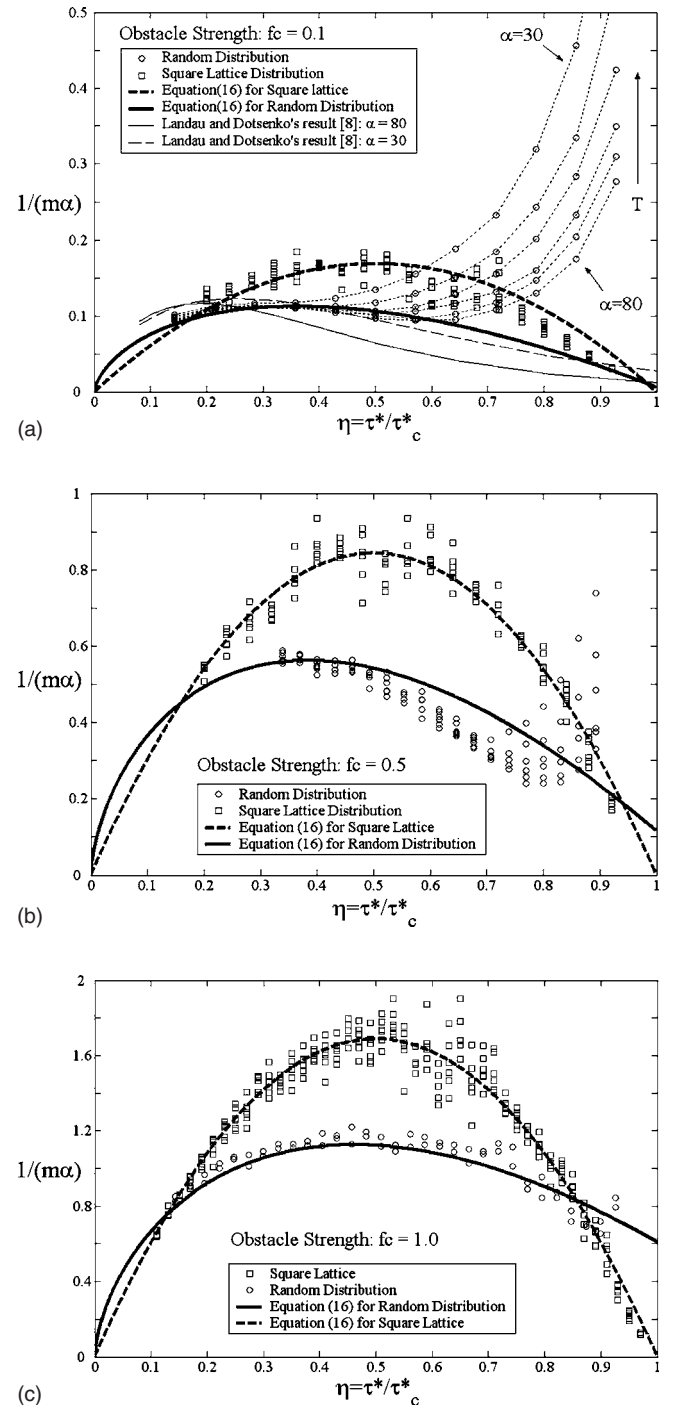 0.5
0.4
0.3
0.2
0.1
0
1/(mα)
Obstacle Strength: fc = 0.1
Random Distribution
Square Lattice Distribution
Equation(16) for Square lattice
Equation(16) for Random Distribution
Landau and Dotsenko's result [8]: α = 80
Landau and Dotsenko's result [8]: α = 30
α=30
T
α=80
0 0.1 0.2 0.3 0.4 0.5 0.6 0.7 0.8 0.9 1
η=τ*/τ*c
(a)
1
0.8
0.6
0.4
0.2
0
1/(mα)
Obstacle Strength: fc = 0.5
Random Distribution
Square Lattice Distribution
Equation (16) for Square Lattice
Equation (16) for Random Distribution
0 0.1 0.2 0.3 0.4 0.5 0.6 0.7 0.8 0.9 1
η=τ*/τ*c
(b)
2
1.6
1.2
0.8
0.4
0
1/(mα)
Obstacle Strength: fc = 1.0
Square Lattice
Random Distribution
Equation (16) for Random Distribution
Equation (16) for Square Lattice
0 0.1 0.2 0.3 0.4 0.5 0.6 0.7 0.8 0.9 1
η=τ*/τ*c
(c)